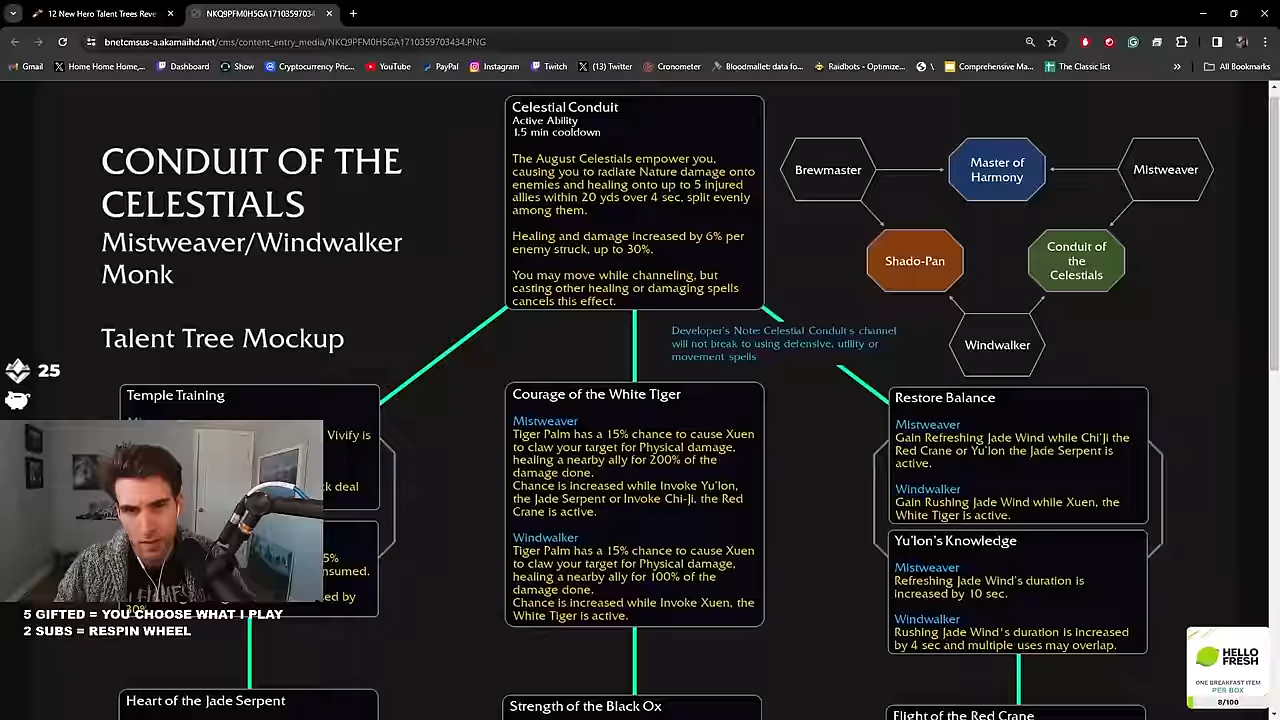 12 New Hero Talent Trees Reve
NKQ9PFM0H5GA1710359703434
bnetcmsus-a.akamaihd.net/cms/content_entry_media/NKQ9PFM0H5GA1710359703434.PNG
Gmail
Home Home Home,...
Dashboard
Show
Cryptocurrency Pric...
YouTube
PayPal
Instagram
Twitch
(13) Twitter
Cronometer
Bloodmallet: data fo...
Raidbots - Optimize...
Comprehensive Ma...
The Classic list
All Bookmarks
CONDUIT OF THE
CELESTIALS
Mistweaver/Windwalker
Monk
Talent Tree Mockup
Celestial Conduit
Active Ability
1.5 min cooldown
The August Celestials empower you,
causing you to radiate Nature damage onto
enemies and healing onto up to 5 injured
allies within 20 yds over 4 sec, split evenly
among them.
Healing and damage increased by 6% per
enemy struck, up to 30%.
You may move while channeling, but
casting other healing or damaging spells
cancels this effect.
Brewmaster
Master of
Harmony
Mistweaver
Shado-Pan
Conduit of
the
Celestials
Windwalker
Developer's Note: Celestial Conduit's channel
will not break to using defensive, utility or
movement spells
25
Temple Training
Vivify is
k deal
5%
nsumed.
ed by
30%
Courage of the White Tiger
Mistweaver
Tiger Palm has a 15% chance to cause Xuen
to claw your target for Physical damage,
healing a nearby ally for 200% of the
damage done.
Chance is increased while Invoke Yu'lon,
the Jade Serpent or Invoke Chi-Ji, the Red
Crane is active.
Windwalker
Tiger Palm has a 15% chance to cause Xuen
to claw your target for Physical damage,
healing a nearby ally for 100% of the
damage done.
Chance is increased while Invoke Xuen, the
White Tiger is active.
Restore Balance
Mistweaver
Gain Refreshing Jade Wind while Chi'Ji the
Red Crane or Yu'lon the Jade Serpent is
active.
Windwalker
Gain Rushing Jade Wind while Xuen, the
White Tiger is active.
Yu'lon's Knowledge
Mistweaver
Refreshing Jade Wind's duration is
increased by 10 sec.
Windwalker
Rushing Jade Wind's duration is increased
by 4 sec and multiple uses may overlap.
5 GIFTED = YOU CHOOSE WHAT I PLAY
2 SUBS = RESPIN WHEEL
Heart of the Jade Serpent
Strength of the Black Ox
Flight of the Red Crane
HELLO
FRESH
ONE BREAKFAST ITEM
PER BOX
8/100